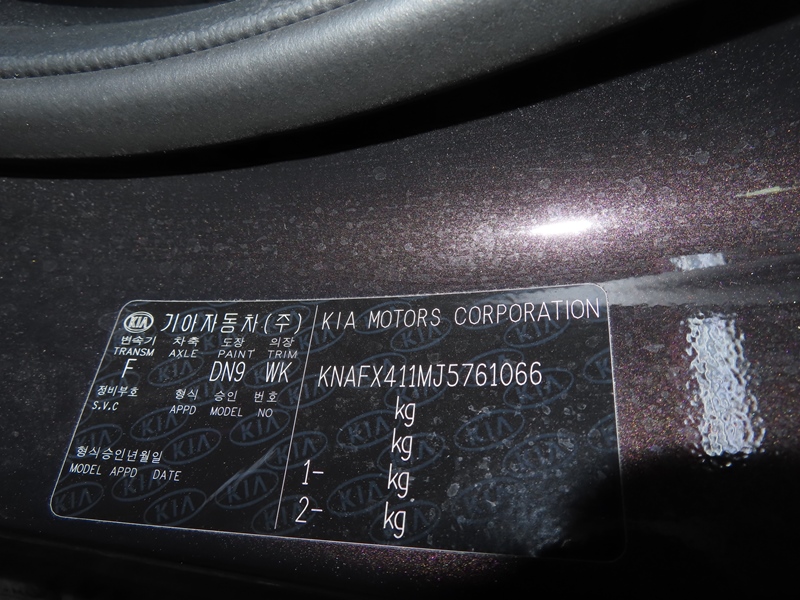 KIA 기아자동차(주) KIA MOTORS CORPORATION
변속기 차축 도장 의장
TRANSM AXLE PAINT TRIM
F DN9 WK KNAFX411MJ5761066
정비부호 형식 승인 번호
S.V.C APPD MODEL NO
kg
kg
형식승인년월일
MODEL APPD DATE
1- kg
2- kg